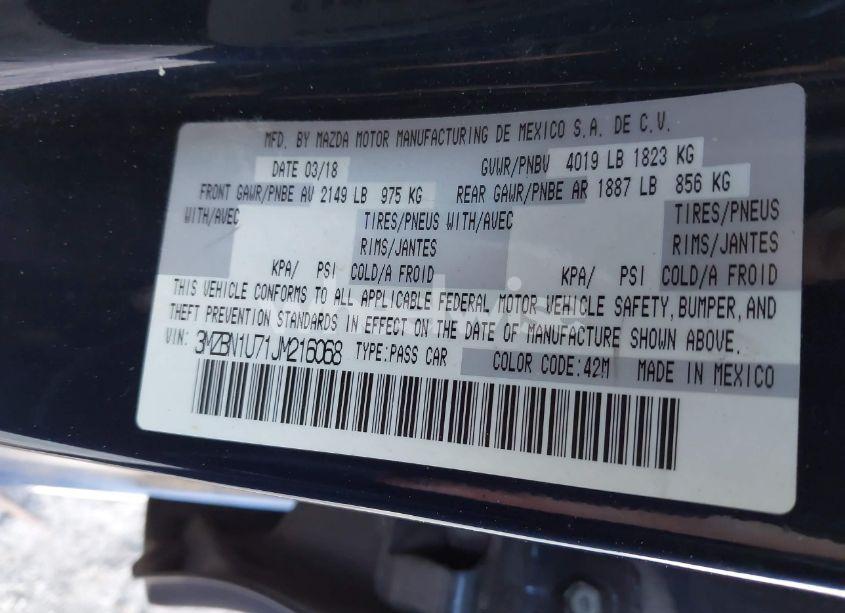 MFD. BY MAZDA MOTOR MANUFACTURING DE MEXICO S.A. DE C.V.
DATE 03/18 GVWR/PNBV 4019 LB 1823 KG
FRONT GAWR/PNBE AV 2149 LB 975 KG REAR GAWR/PNBE AR 1887 LB 856 KG
WITH/AVEC TIRES/PNEUS WITH/AVEC TIRES/PNEUS
RIMS/JANTES RIMS/JANTES
KPA/ PSI COLD/A FROID KPA/ PSI COLD/A FROID
THIS VEHICLE CONFORMS TO ALL APPLICABLE FEDERAL MOTOR VEHICLE SAFETY, BUMPER, AND
THEFT PREVENTION STANDARDS IN EFFECT ON THE DATE OF MANUFACTURE SHOWN ABOVE.
VIN: 3MZBN1U71JM216068 TYPE:PASS CAR COLOR CODE:42M MADE IN MEXICO